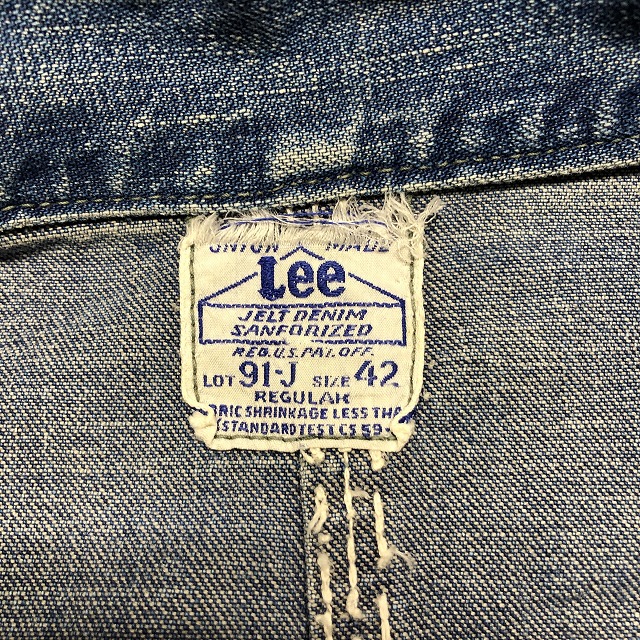 UNION MADE
Lee
JELT DENIM
SANFORIZED
REG. U.S. PAT. OFF.
LOT 91-J SIZE 42
REGULAR
RIC SHRINKAGE LESS THA
STANDARD TEST CS 59-